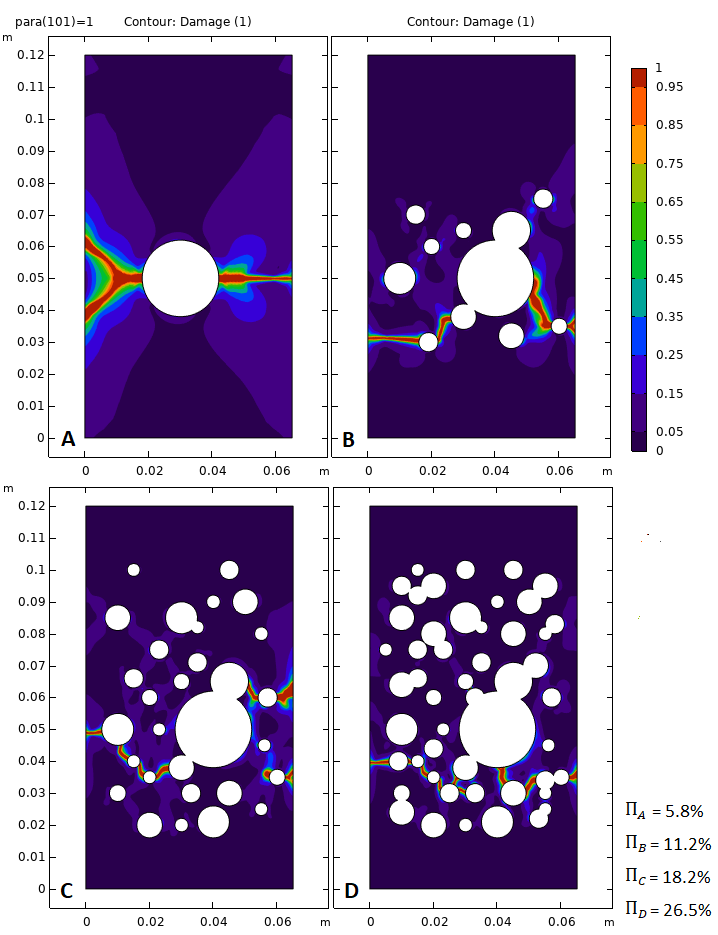 para(101)=1 Contour: Damage (1) Contour: Damage (1)
m
0.12
0.11
0.1
0.09
0.08
0.07
0.06
0.05
0.04
0.03
0.02
0.01
0
A
B
0 0.02 0.04 0.06 m
0 0.02 0.04 0.06 m
1
0.95
0.85
0.75
0.65
0.55
0.45
0.35
0.25
0.15
0.05
0
m
0.12
0.11
0.1
0.09
0.08
0.07
0.06
0.05
0.04
0.03
0.02
0.01
0
C
D
0 0.02 0.04 0.06 m
0 0.02 0.04 0.06 m
Π_A = 5.8%
Π_B = 11.2%
Π_C = 18.2%
Π_D = 26.5%